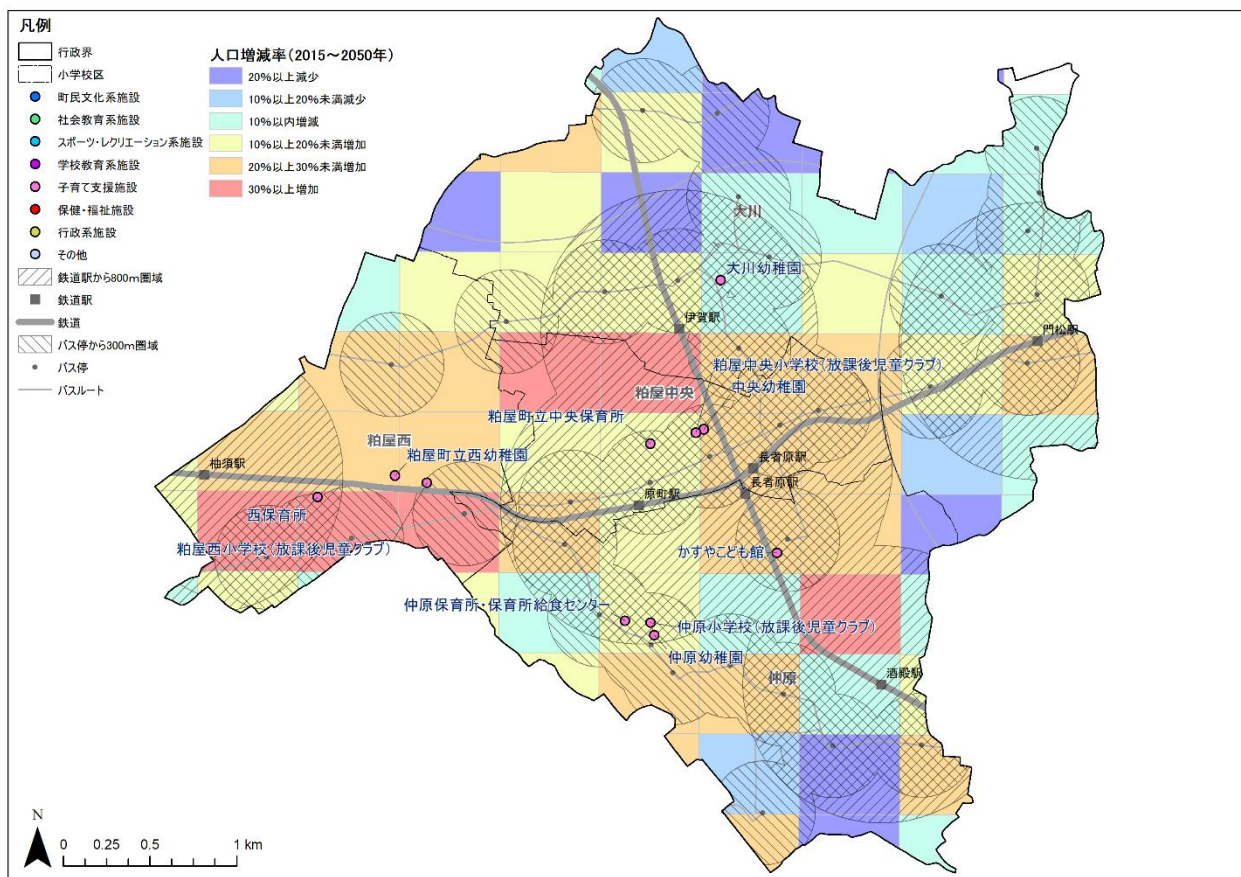 凡例
行政界
小学校区
町民文化系施設
社会教育系施設
スポーツ・レクリエーション系施設
学校教育系施設
子育て支援施設
保健・福祉施設
行政系施設
その他
鉄道駅から800m圏域
鉄道駅
鉄道
バス停から300m圏域
バス停
バスルート
人口増減率(2015～2050年)
20%以上減少
10%以上20%未満減少
10%以内増減
10%以上20%未満増加
20%以上30%未満増加
30%以上増加
大川
大川幼稚園
伊賀駅
門松駅
粕屋中央小学校(放課後児童クラブ)
中央幼稚園
粕屋中央
粕屋町立中央保育所
粕屋西
粕屋町立西幼稚園
柚須駅
長者原駅
長者原駅
原町駅
西保育所
粕屋西小学校(放課後児童クラブ)
かすやこども館
仲原保育所・保育所給食センター
仲原小学校(放課後児童クラブ)
仲原幼稚園
仲原
酒殿駅
N
0 0.25 0.5 1 km